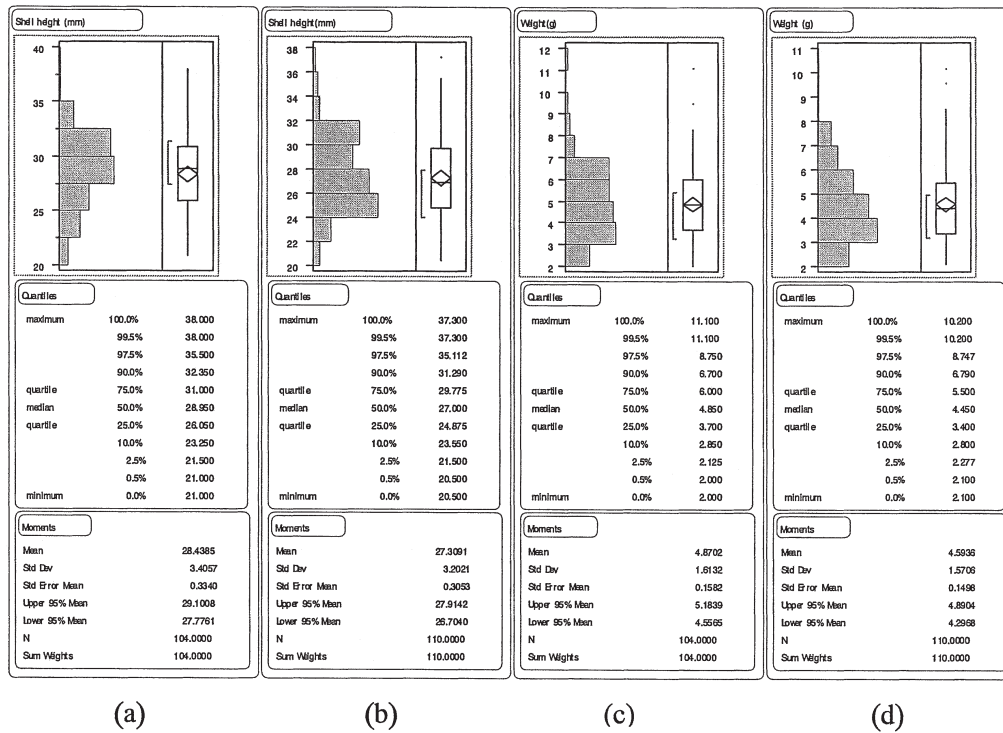 Shell height (mm)
40
35
30
25
20
Quantiles
maximum 100.0% 38.000
99.5% 38.000
97.5% 35.500
90.0% 32.350
quartile 75.0% 31.000
median 50.0% 28.950
quartile 25.0% 26.050
10.0% 23.250
2.5% 21.500
0.5% 21.000
minimum 0.0% 21.000
Moments
Mean 28.4385
Std Dev 3.4057
Std Error Mean 0.3340
Upper 95% Mean 29.1008
Lower 95% Mean 27.7761
N 104.0000
Sum Weights 104.0000
(a)
Shell height (mm)
38
36
34
32
30
28
26
24
22
20
Quantiles
maximum 100.0% 37.300
99.5% 37.300
97.5% 35.112
90.0% 31.290
quartile 75.0% 29.775
median 50.0% 27.000
quartile 25.0% 24.875
10.0% 23.550
2.5% 21.500
0.5% 20.500
minimum 0.0% 20.500
Moments
Mean 27.3091
Std Dev 3.2021
Std Error Mean 0.3053
Upper 95% Mean 27.9142
Lower 95% Mean 26.7040
N 110.0000
Sum Weights 110.0000
(b)
Weight (g)
12
11
10
9
8
7
6
5
4
3
2
Quantiles
maximum 100.0% 11.100
99.5% 11.100
97.5% 8.750
90.0% 6.700
quartile 75.0% 6.000
median 50.0% 4.850
quartile 25.0% 3.700
10.0% 2.850
2.5% 2.125
0.5% 2.000
minimum 0.0% 2.000
Moments
Mean 4.8702
Std Dev 1.6132
Std Error Mean 0.1582
Upper 95% Mean 5.1839
Lower 95% Mean 4.5565
N 104.0000
Sum Weights 104.0000
(c)
Weight (g)
11
10
9
8
7
6
5
4
3
2
Quantiles
maximum 100.0% 10.200
99.5% 10.200
97.5% 8.747
90.0% 6.790
quartile 75.0% 5.500
median 50.0% 4.450
quartile 25.0% 3.400
10.0% 2.800
2.5% 2.277
0.5% 2.100
minimum 0.0% 2.100
Moments
Mean 4.5936
Std Dev 1.5706
Std Error Mean 0.1498
Upper 95% Mean 4.8904
Lower 95% Mean 4.2968
N 110.0000
Sum Weights 110.0000
(d)